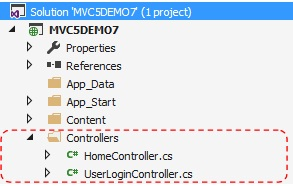 Solution 'MVC5DEMO7' (1 project)
MVC5DEMO7
Properties
References
App_Data
App_Start
Content
Controllers
C# HomeController.cs
C# UserLoginController.cs